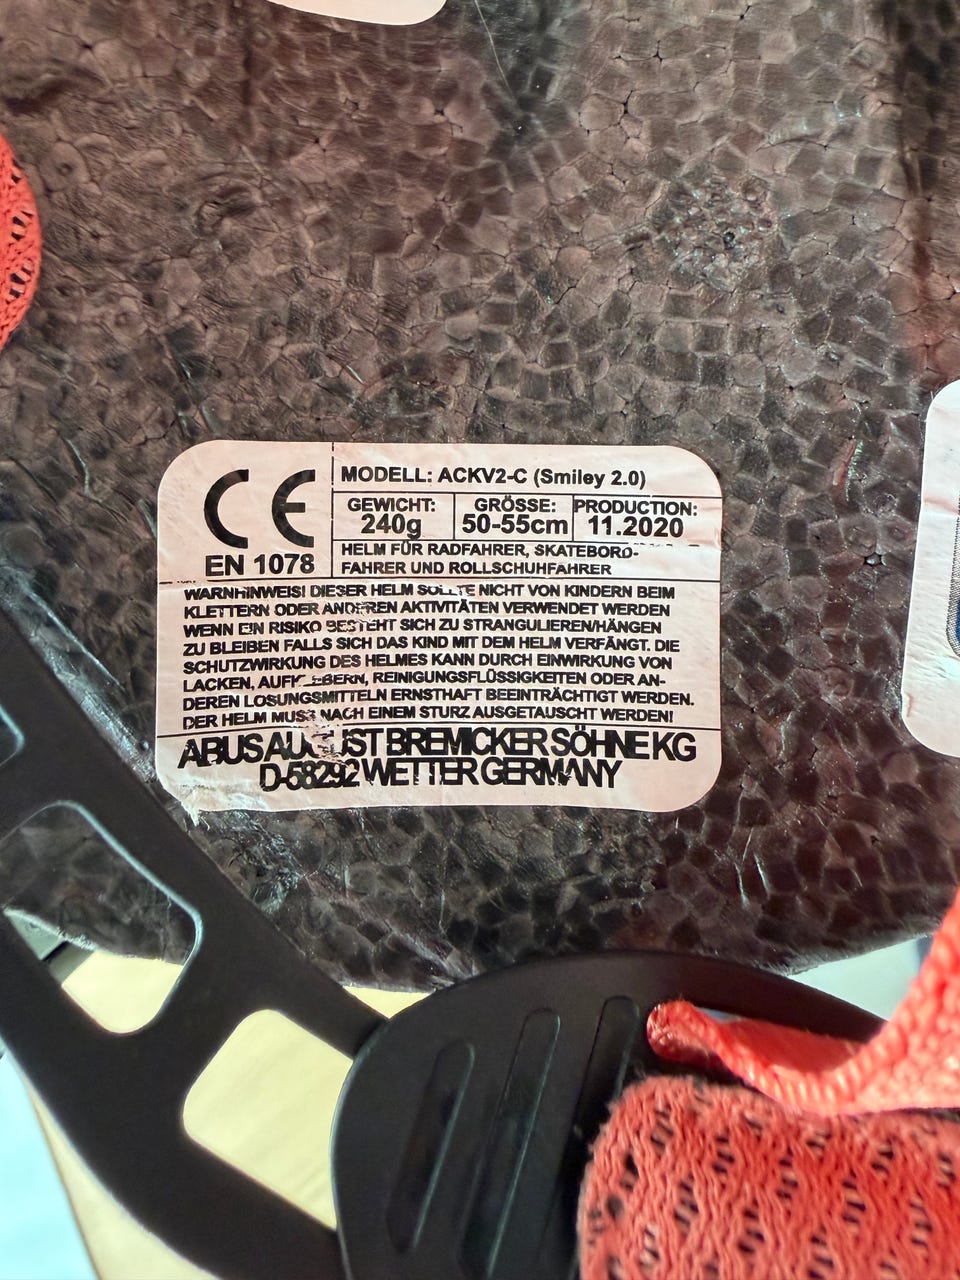 CE
EN 1078
MODELL: ACKV2-C (Smiley 2.0)
GEWICHT:
240g
GRÖSSE:
50-55cm
PRODUCTION:
11.2020
HELM FÜR RADFAHRER, SKATEBORD-
FAHRER UND ROLLSCHUHFAHRER
WARNHINWEIS! DIESER HELM SOLLTE NICHT VON KINDERN BEIM
KLETTERN ODER ANDEREN AKTIVITÄTEN VERWENDET WERDEN
WENN EIN RISIKO BESTEHT SICH ZU STRANGULIEREN/HÄNGEN
ZU BLEIBEN FALLS SICH DAS KIND MIT DEM HELM VERFÄNGT. DIE
SCHUTZWIRKUNG DES HELMES KANN DURCH EINWIRKUNG VON
LACKEN, AUFKLEBERN, REINIGUNGSFLÜSSIGKEITEN ODER AN-
DEREN LÖSUNGSMITTELN ERNSTHAFT BEEINTRÄCHTIGT WERDEN.
DER HELM MUSS NACH EINEM STURZ AUSGETAUSCHT WERDEN!
ABUS AUGUST BREMICKER SÖHNE KG
D-58292 WETTER GERMANY